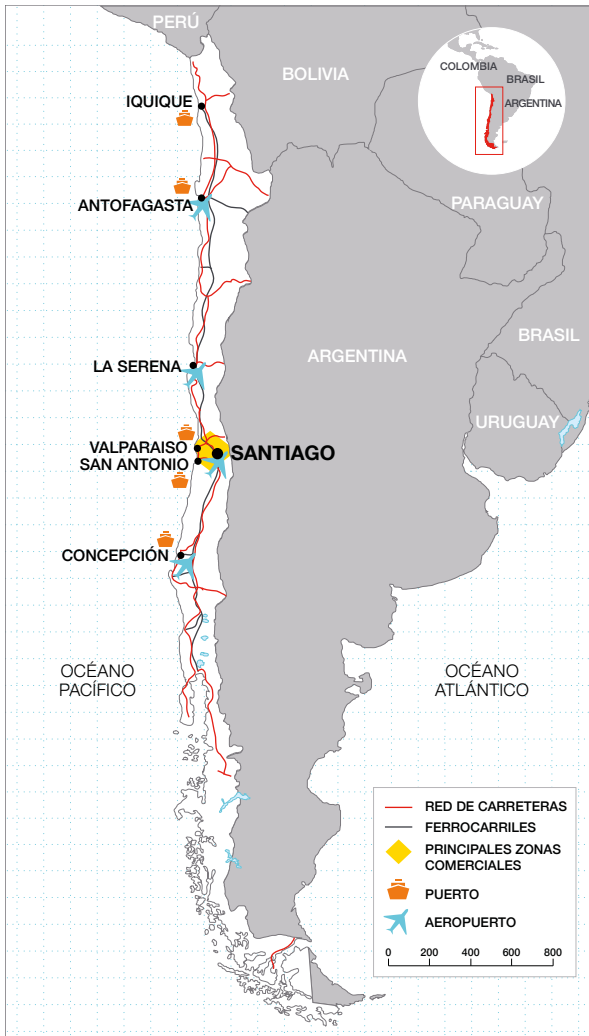 PERÚ
BOLIVIA
COLOMBIA
BRASIL
ARGENTINA
IQUIQUE
ANTOFAGASTA
PARAGUAY
BRASIL
LA SERENA
ARGENTINA
URUGUAY
VALPARAISO
SAN ANTONIO
SANTIAGO
CONCEPCIÓN
OCÉANO
PACÍFICO
OCÉANO
ATLÁNTICO
RED DE CARRETERAS
FERROCARRILES
PRINCIPALES ZONAS
COMERCIALES
PUERTO
AEROPUERTO
0 200 400 600 800